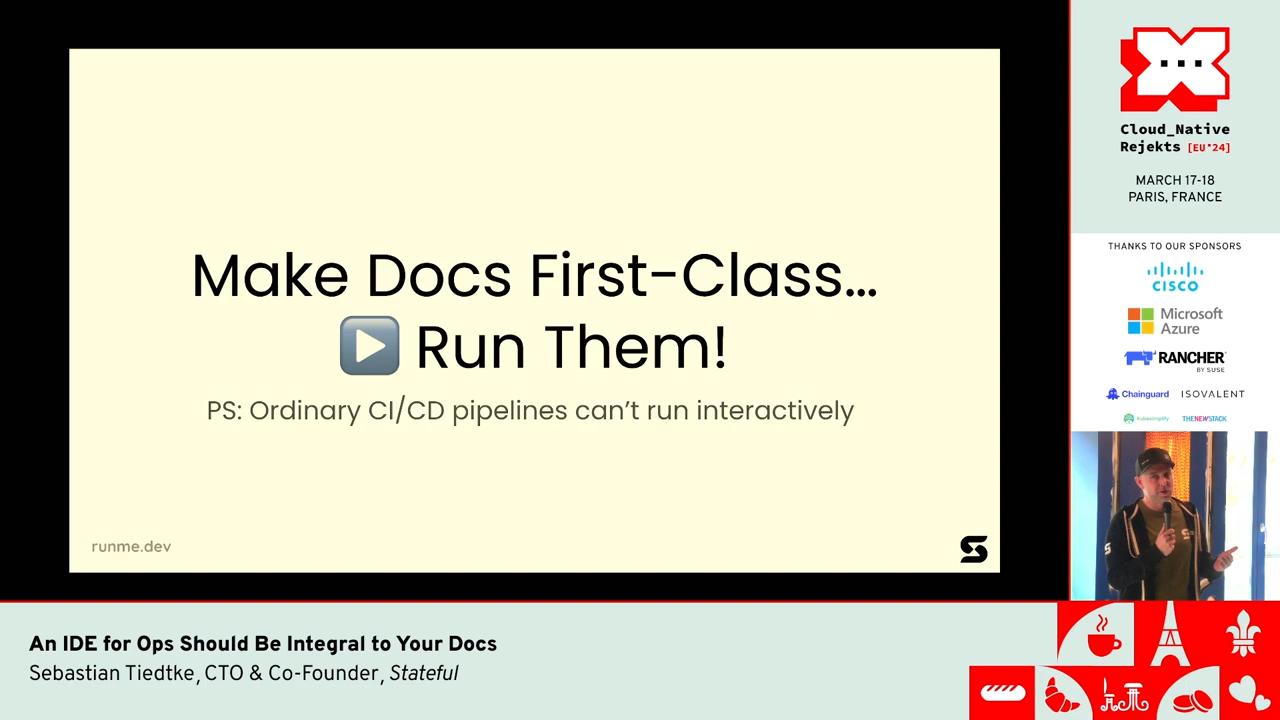 Make Docs First-Class...
▶ Run Them!
PS: Ordinary CI/CD pipelines can't run interactively
runme.dev
Cloud_Native
Rejekts [EU'24]
MARCH 17-18
PARIS, FRANCE
THANKS TO OUR SPONSORS
CISCO
Microsoft
Azure
RANCHER
BY SUSE
Chainguard
ISOVALENT
Kubesimplify
THENEWSTACK
An IDE for Ops Should Be Integral to Your Docs
Sebastian Tiedtke, CTO & Co-Founder, Stateful